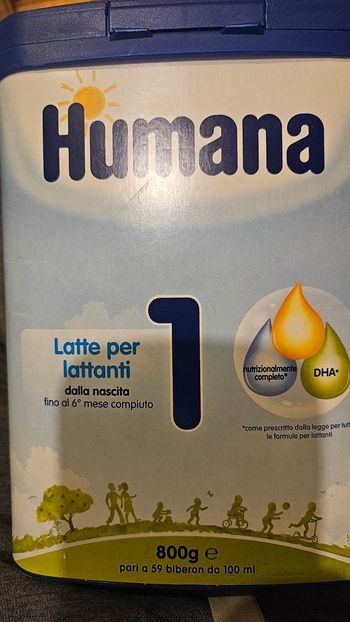 Humana
1
Latte per
lattanti
dalla nascita
fino al 6° mese compiuto
nutrizionalmente
completo*
DHA*
*come prescritto dalla legge per tutte
le formule per lattanti
800g ℮
pari a 59 biberon da 100 ml